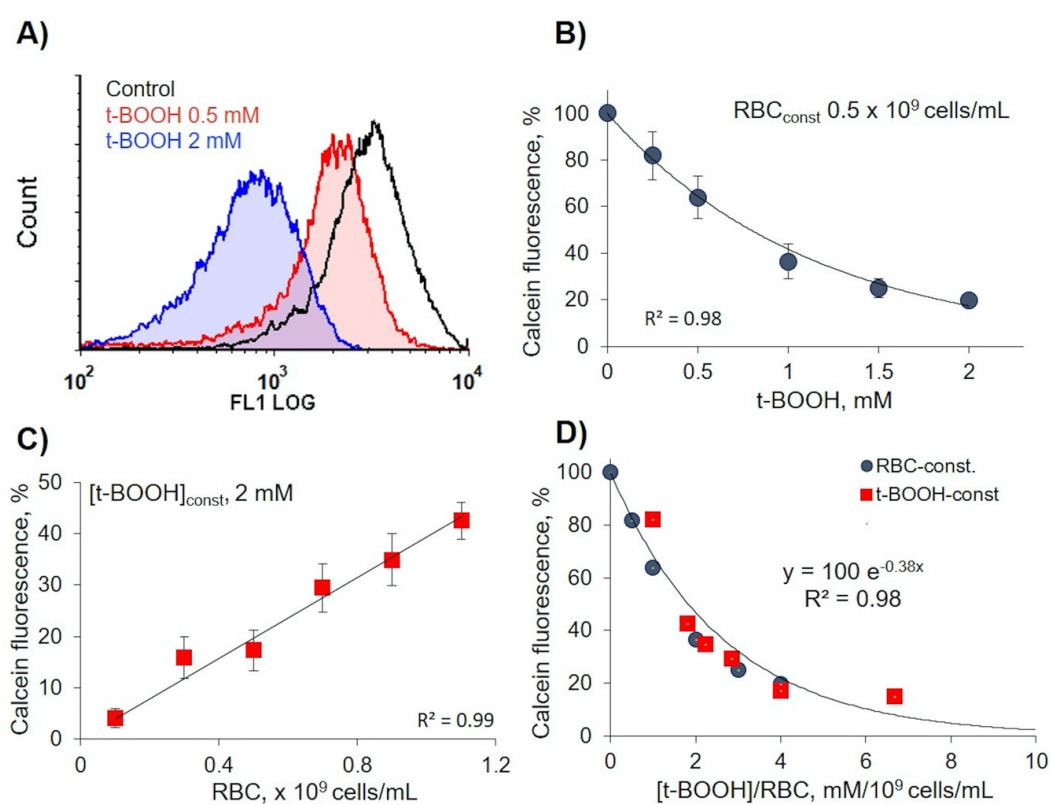 A)
Control
t-BOOH 0.5 mM
t-BOOH 2 mM
Count
10² 10³ 10⁴
FL1 LOG
B)
RBCconst 0.5 x 10⁹ cells/mL
Calcein fluorescence, %
100
80
60
40
20
0
R² = 0.98
0 0.5 1 1.5 2
t-BOOH, mM
C)
[t-BOOH]const, 2 mM
Calcein fluorescence, %
50
40
30
20
10
0
R² = 0.99
0 0.4 0.8 1.2
RBC, x 10⁹ cells/mL
D)
RBC-const.
t-BOOH-const
Calcein fluorescence, %
100
80
60
40
20
0
y = 100 e-0.38x
R² = 0.98
0 2 4 6 8 10
[t-BOOH]/RBC, mM/10⁹ cells/mL